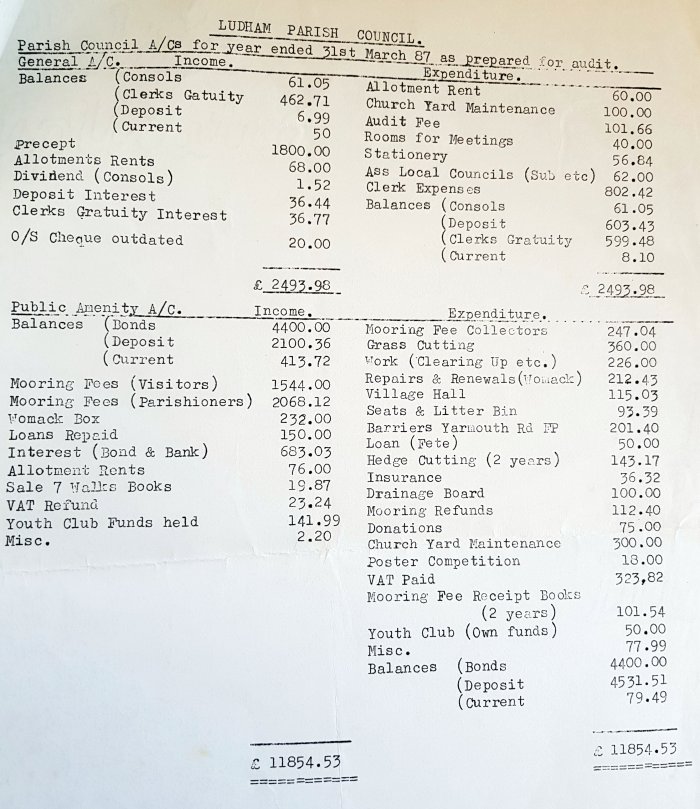 LUDHAM PARISH COUNCIL.
Parish Council A/Cs for year ended 31st March 87 as prepared for audit.
General A/C. Income.
Balances (Consols 61.05
(Clerks Gatuity 462.71
(Deposit 6.99
(Current 50
Precept 1800.00
Allotments Rents 68.00
Dividend (Consols) 1.52
Deposit Interest 36.44
Clerks Gratuity Interest 36.77
O/S Cheque outdated 20.00
£ 2493.98
Expenditure.
Allotment Rent 60.00
Church Yard Maintenance 100.00
Audit Fee 101.66
Rooms for Meetings 40.00
Stationery 56.84
Ass Local Councils (Sub etc) 62.00
Clerk Expenses 802.42
Balances (Consols 61.05
(Deposit 603.43
(Clerks Gratuity 599.48
(Current 8.10
£ 2493.98
Public Amenity A/C. Income.
Balances (Bonds 4400.00
(Deposit 2100.36
(Current 413.72
Mooring Fees (Visitors) 1544.00
Mooring Fees (Parishioners) 2068.12
Womack Box 232.00
Loans Repaid 150.00
Interest (Bond & Bank) 683.03
Allotment Rents 76.00
Sale 7 Walks Books 19.87
VAT Refund 23.24
Youth Club Funds held 141.99
Misc. 2.20
£ 11854.53
Expenditure.
Mooring Fee Collectors 247.04
Grass Cutting 360.00
Work (Clearing Up etc.) 226.00
Repairs & Renewals(Womack) 212.43
Village Hall 115.03
Seats & Litter Bin 93.39
Barriers Yarmouth Rd FP 201.40
Loan (Fete) 50.00
Hedge Cutting (2 years) 143.17
Insurance 36.32
Drainage Board 100.00
Mooring Refunds 112.40
Donations 75.00
Church Yard Maintenance 300.00
Poster Competition 18.00
VAT Paid 323,82
Mooring Fee Receipt Books
(2 years) 101.54
Youth Club (Own funds) 50.00
Misc. 77.99
Balances (Bonds 4400.00
(Deposit 4531.51
(Current 79.49
£ 11854.53